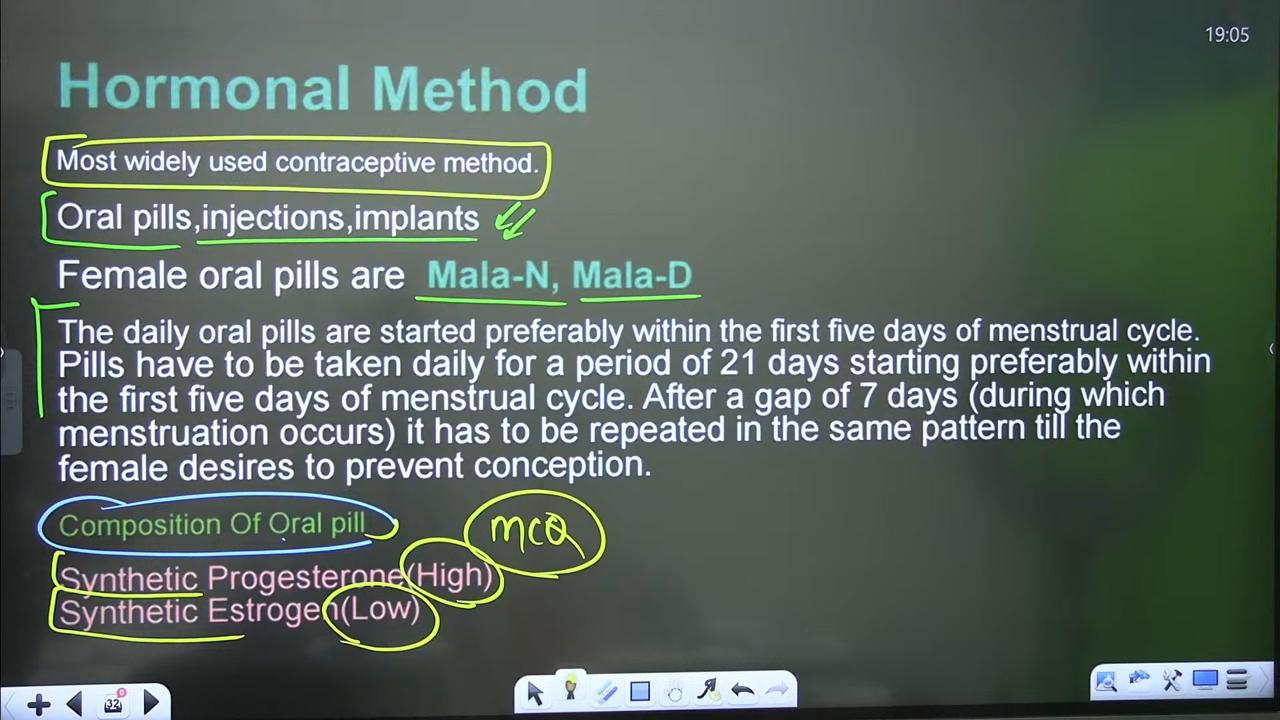 19:05
Hormonal Method
Most widely used contraceptive method.
Oral pills,injections,implants
Female oral pills are Mala-N, Mala-D
The daily oral pills are started preferably within the first five days of menstrual cycle.
Pills have to be taken daily for a period of 21 days starting preferably within
the first five days of menstrual cycle. After a gap of 7 days (during which
menstruation occurs) it has to be repeated in the same pattern till the
female desires to prevent conception.
Composition Of Oral pill
MCQ
Synthetic Progesterone(High)
Synthetic Estrogen(Low)
32
0